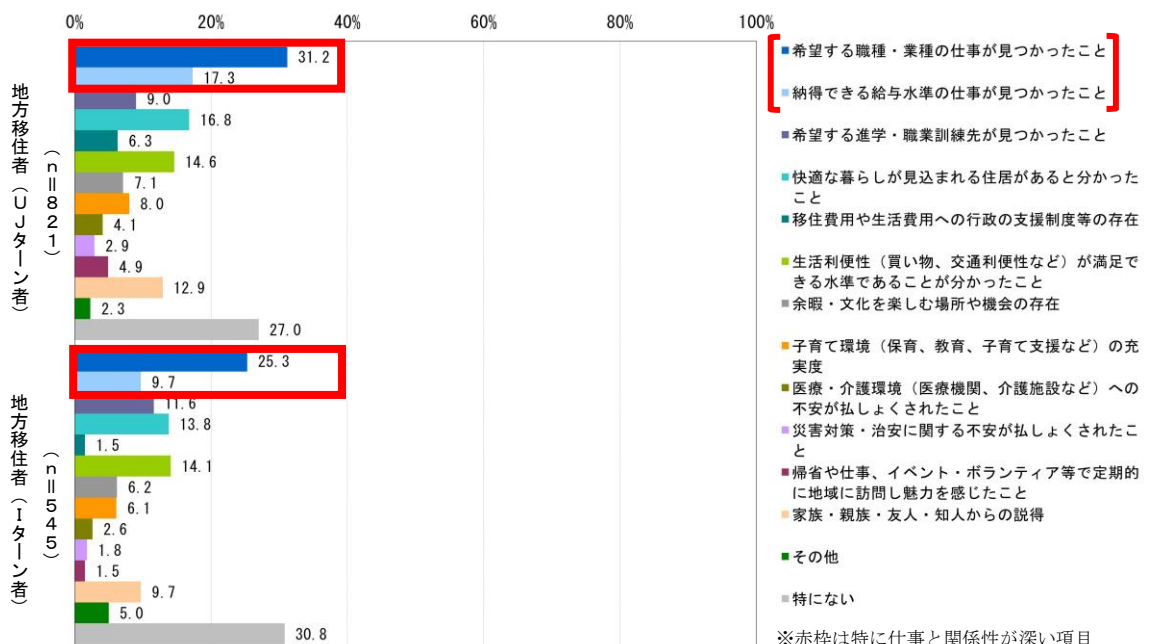 0%
20%
40%
60%
80%
100%
地方移住者（ＵＪターン者）
（ｎ＝８２１）
31.2
17.3
9.0
16.8
6.3
14.6
7.1
8.0
4.1
2.9
4.9
12.9
2.3
27.0
地方移住者（Ｉターン者）
（ｎ＝５４５）
25.3
9.7
11.6
13.8
1.5
14.1
6.2
6.1
2.6
1.8
1.5
9.7
5.0
30.8
希望する職種・業種の仕事が見つかったこと
納得できる給与水準の仕事が見つかったこと
希望する進学・職業訓練先が見つかったこと
快適な暮らしが見込まれる住居があると分かった
こと
移住費用や生活費用への行政の支援制度等の存在
生活利便性（買い物、交通利便性など）が満足で
きる水準であることが分かったこと
余暇・文化を楽しむ場所や機会の存在
子育て環境（保育、教育、子育て支援など）の充
実度
医療・介護環境（医療機関、介護施設など）への
不安が払しょくされたこと
災害対策・治安に関する不安が払しょくされたこ
と
帰省や仕事、イベント・ボランティア等で定期的
に地域に訪問し魅力を感じたこと
家族・親族・友人・知人からの説得
その他
特にない
※赤枠は特に仕事と関係性が深い項目